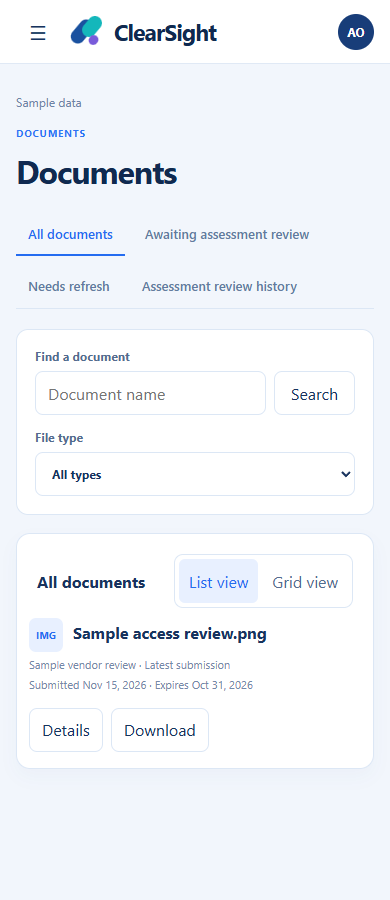 ClearSight
AO
Sample data
DOCUMENTS
Documents
All documents
Awaiting assessment review
Needs refresh
Assessment review history
Find a document
Document name
Search
File type
All types
All documents
List view
Grid view
IMG
Sample access review.png
Sample vendor review · Latest submission
Submitted Nov 15, 2026 · Expires Oct 31, 2026
Details
Download